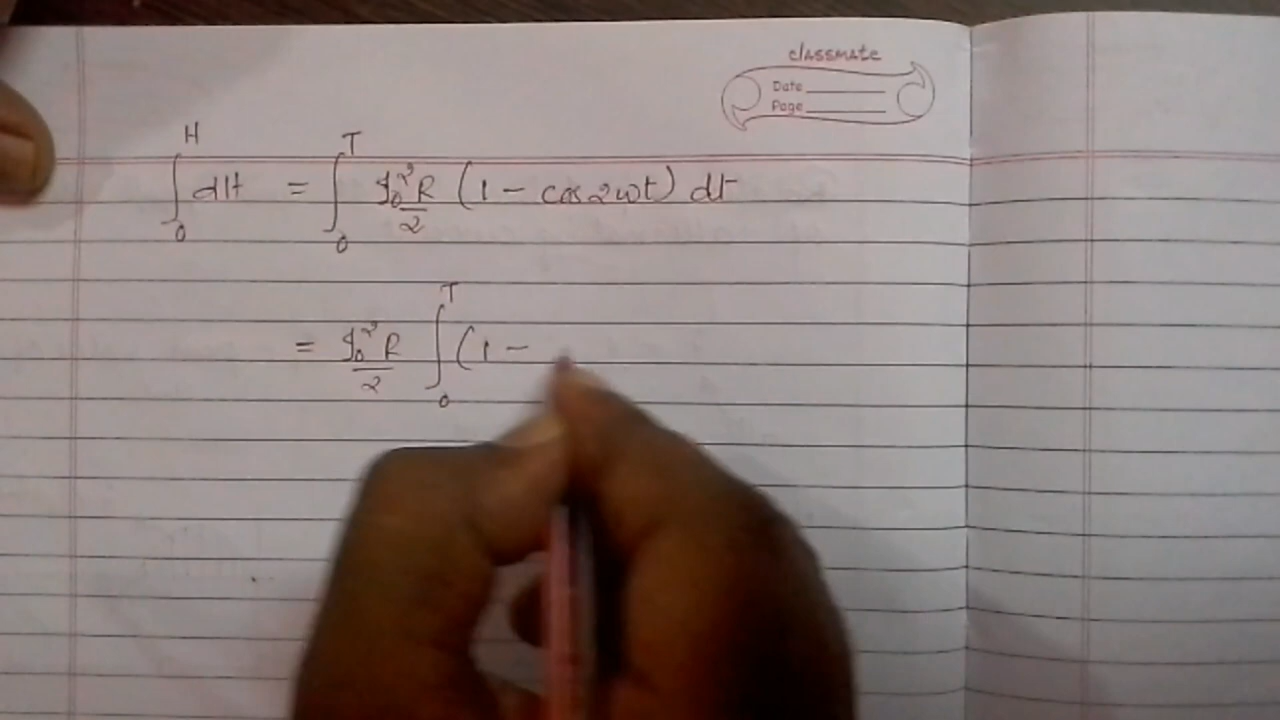 classmate
Date
Page
∫₀ᴴ dH = ∫₀ᵀ I₀²R/2 (1 - cos2ωt) dt
= I₀²R/2 ∫₀ᵀ (1 -